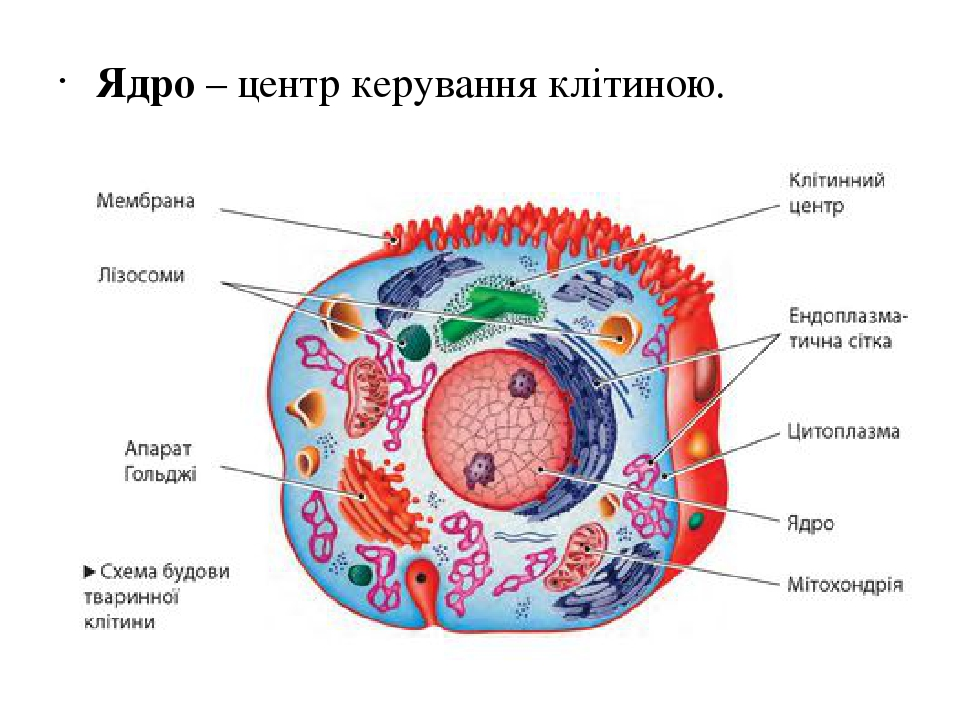 · Ядро – центр керування клітиною.
Мембрана
Клітинний
центр
Лізосоми
Ендоплазма-
тична сітка
Апарат
Гольджі
Цитоплазма
Ядро
▶ Схема будови
тваринної
клітини
Мітохондрія